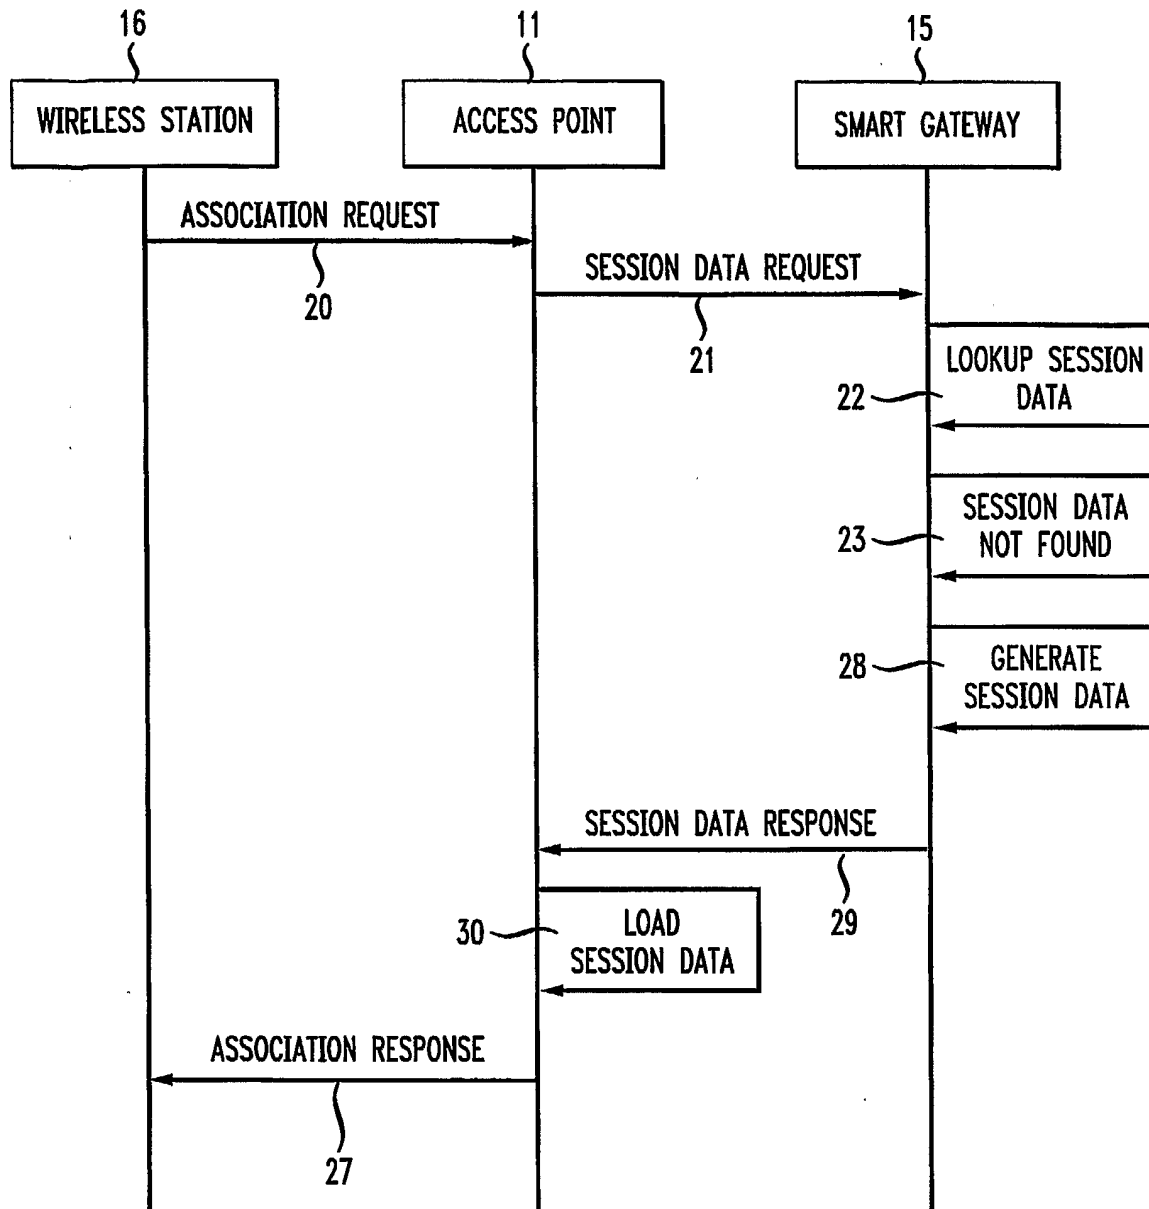 16
11
15
WIRELESS STATION
ACCESS POINT
SMART GATEWAY
ASSOCIATION REQUEST
20
SESSION DATA REQUEST
21
LOOKUP SESSION
DATA
22
SESSION DATA
NOT FOUND
23
GENERATE
SESSION DATA
28
SESSION DATA RESPONSE
29
LOAD
SESSION DATA
30
ASSOCIATION RESPONSE
27